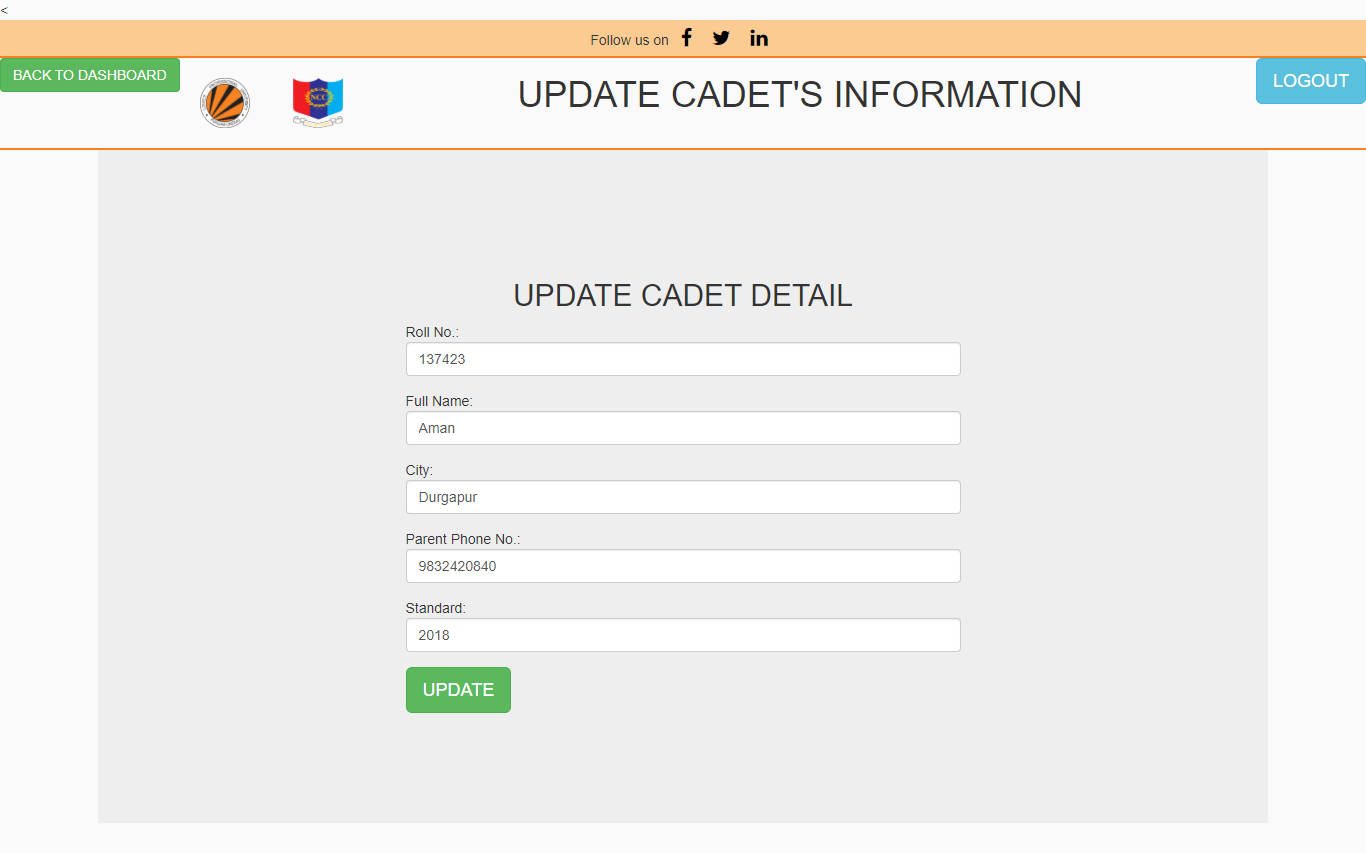 <
Follow us on
BACK TO DASHBOARD
NCC
UPDATE CADET'S INFORMATION
LOGOUT
UPDATE CADET DETAIL
Roll No.:
137423
Full Name:
Aman
City:
Durgapur
Parent Phone No.:
9832420840
Standard:
2018
UPDATE